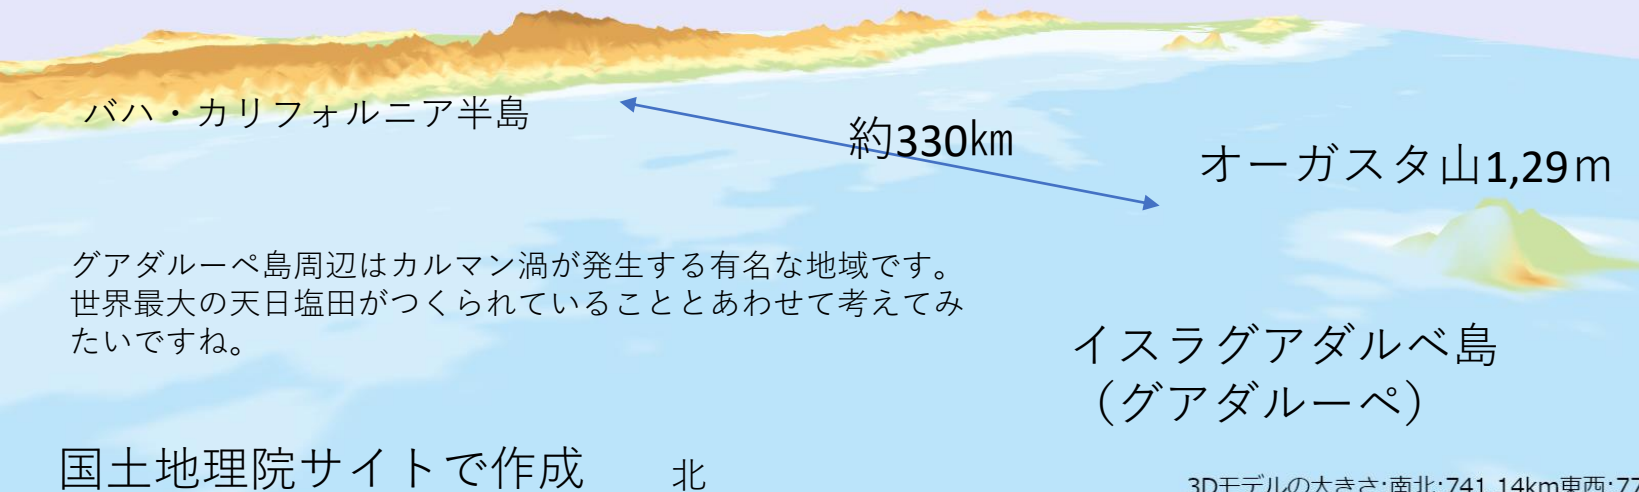 バハ・カリフォルニア半島
約330㎞
オーガスタ山1,29ｍ
グアダルーペ島周辺はカルマン渦が発生する有名な地域です。
世界最大の天日塩田がつくられていることとあわせて考えてみ
たいですね。
イスラグアダルベ島
（グアダルーペ）
国土地理院サイトで作成
北
3Dモデルの大きさ:南北:741.14km東西:77